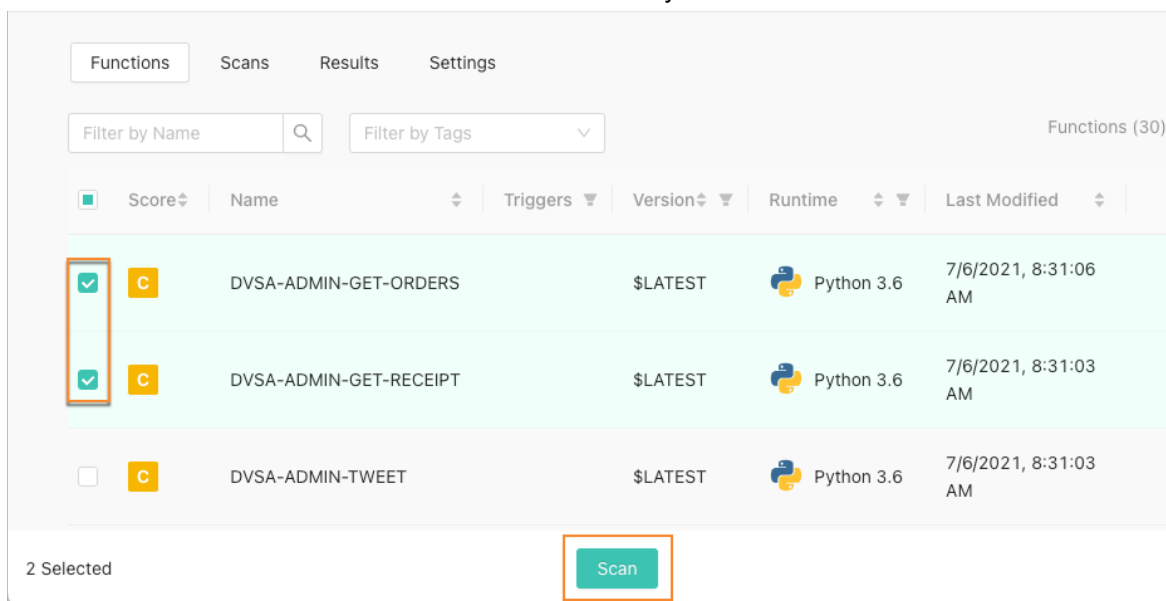 Functions Scans Results Settings
Filter by Name Filter by Tags Functions (30)
Score Name Triggers Version Runtime Last Modified
C DVSA-ADMIN-GET-ORDERS $LATEST Python 3.6 7/6/2021, 8:31:06
AM
C DVSA-ADMIN-GET-RECEIPT $LATEST Python 3.6 7/6/2021, 8:31:03
AM
C DVSA-ADMIN-TWEET $LATEST Python 3.6 7/6/2021, 8:31:03
AM
2 Selected Scan